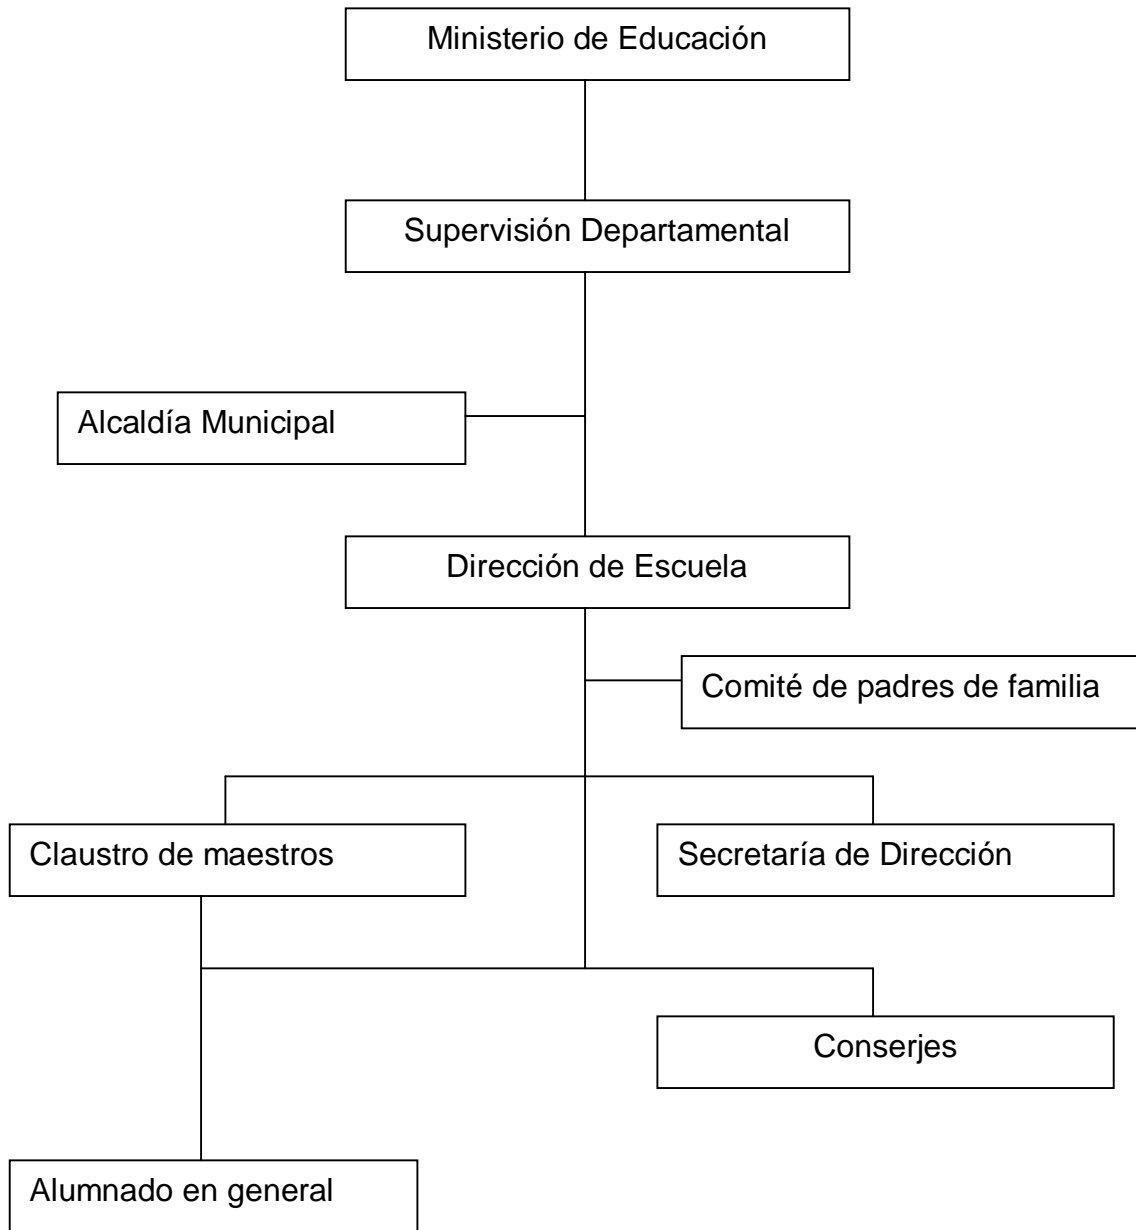 Ministerio de Educación
Supervisión Departamental
Alcaldía Municipal
Dirección de Escuela
Comité de padres de familia
Claustro de maestros
Secretaría de Dirección
Conserjes
Alumnado en general